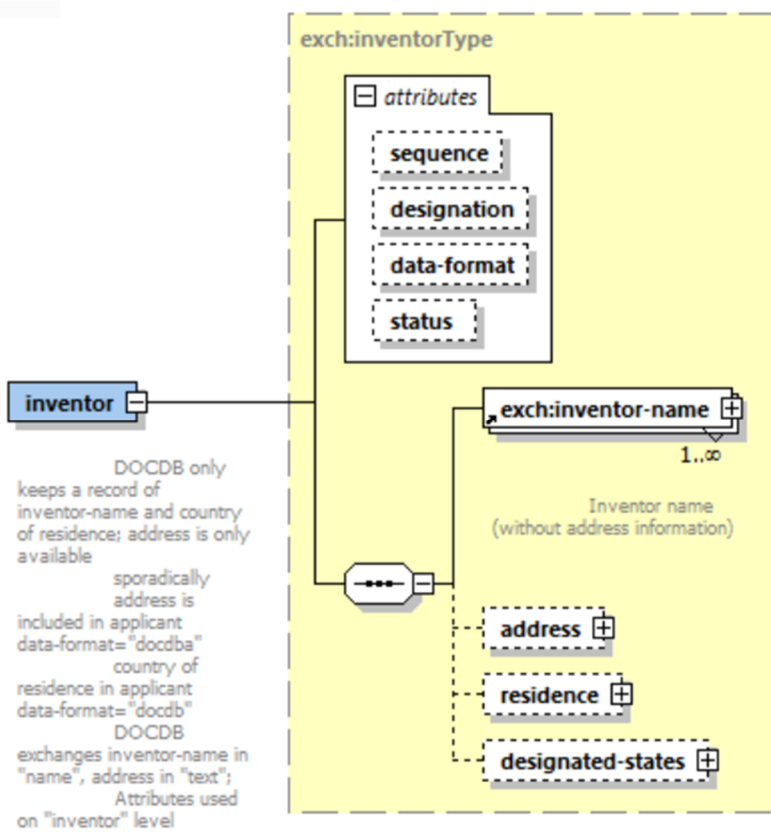 exch:inventorType
attributes
sequence
designation
data-format
status
inventor
exch:inventor-name
1..∞
DOCDB only
keeps a record of
inventor-name and country
of residence; address is only
available
sporadically
address is
included in applicant
data-format="docdba"
country of
residence in applicant
data-format="docdb"
DOCDB
exchanges inventor-name in
"name", address in "text";
Attributes used
on "inventor" level
Inventor name
(without address information)
address
residence
designated-states